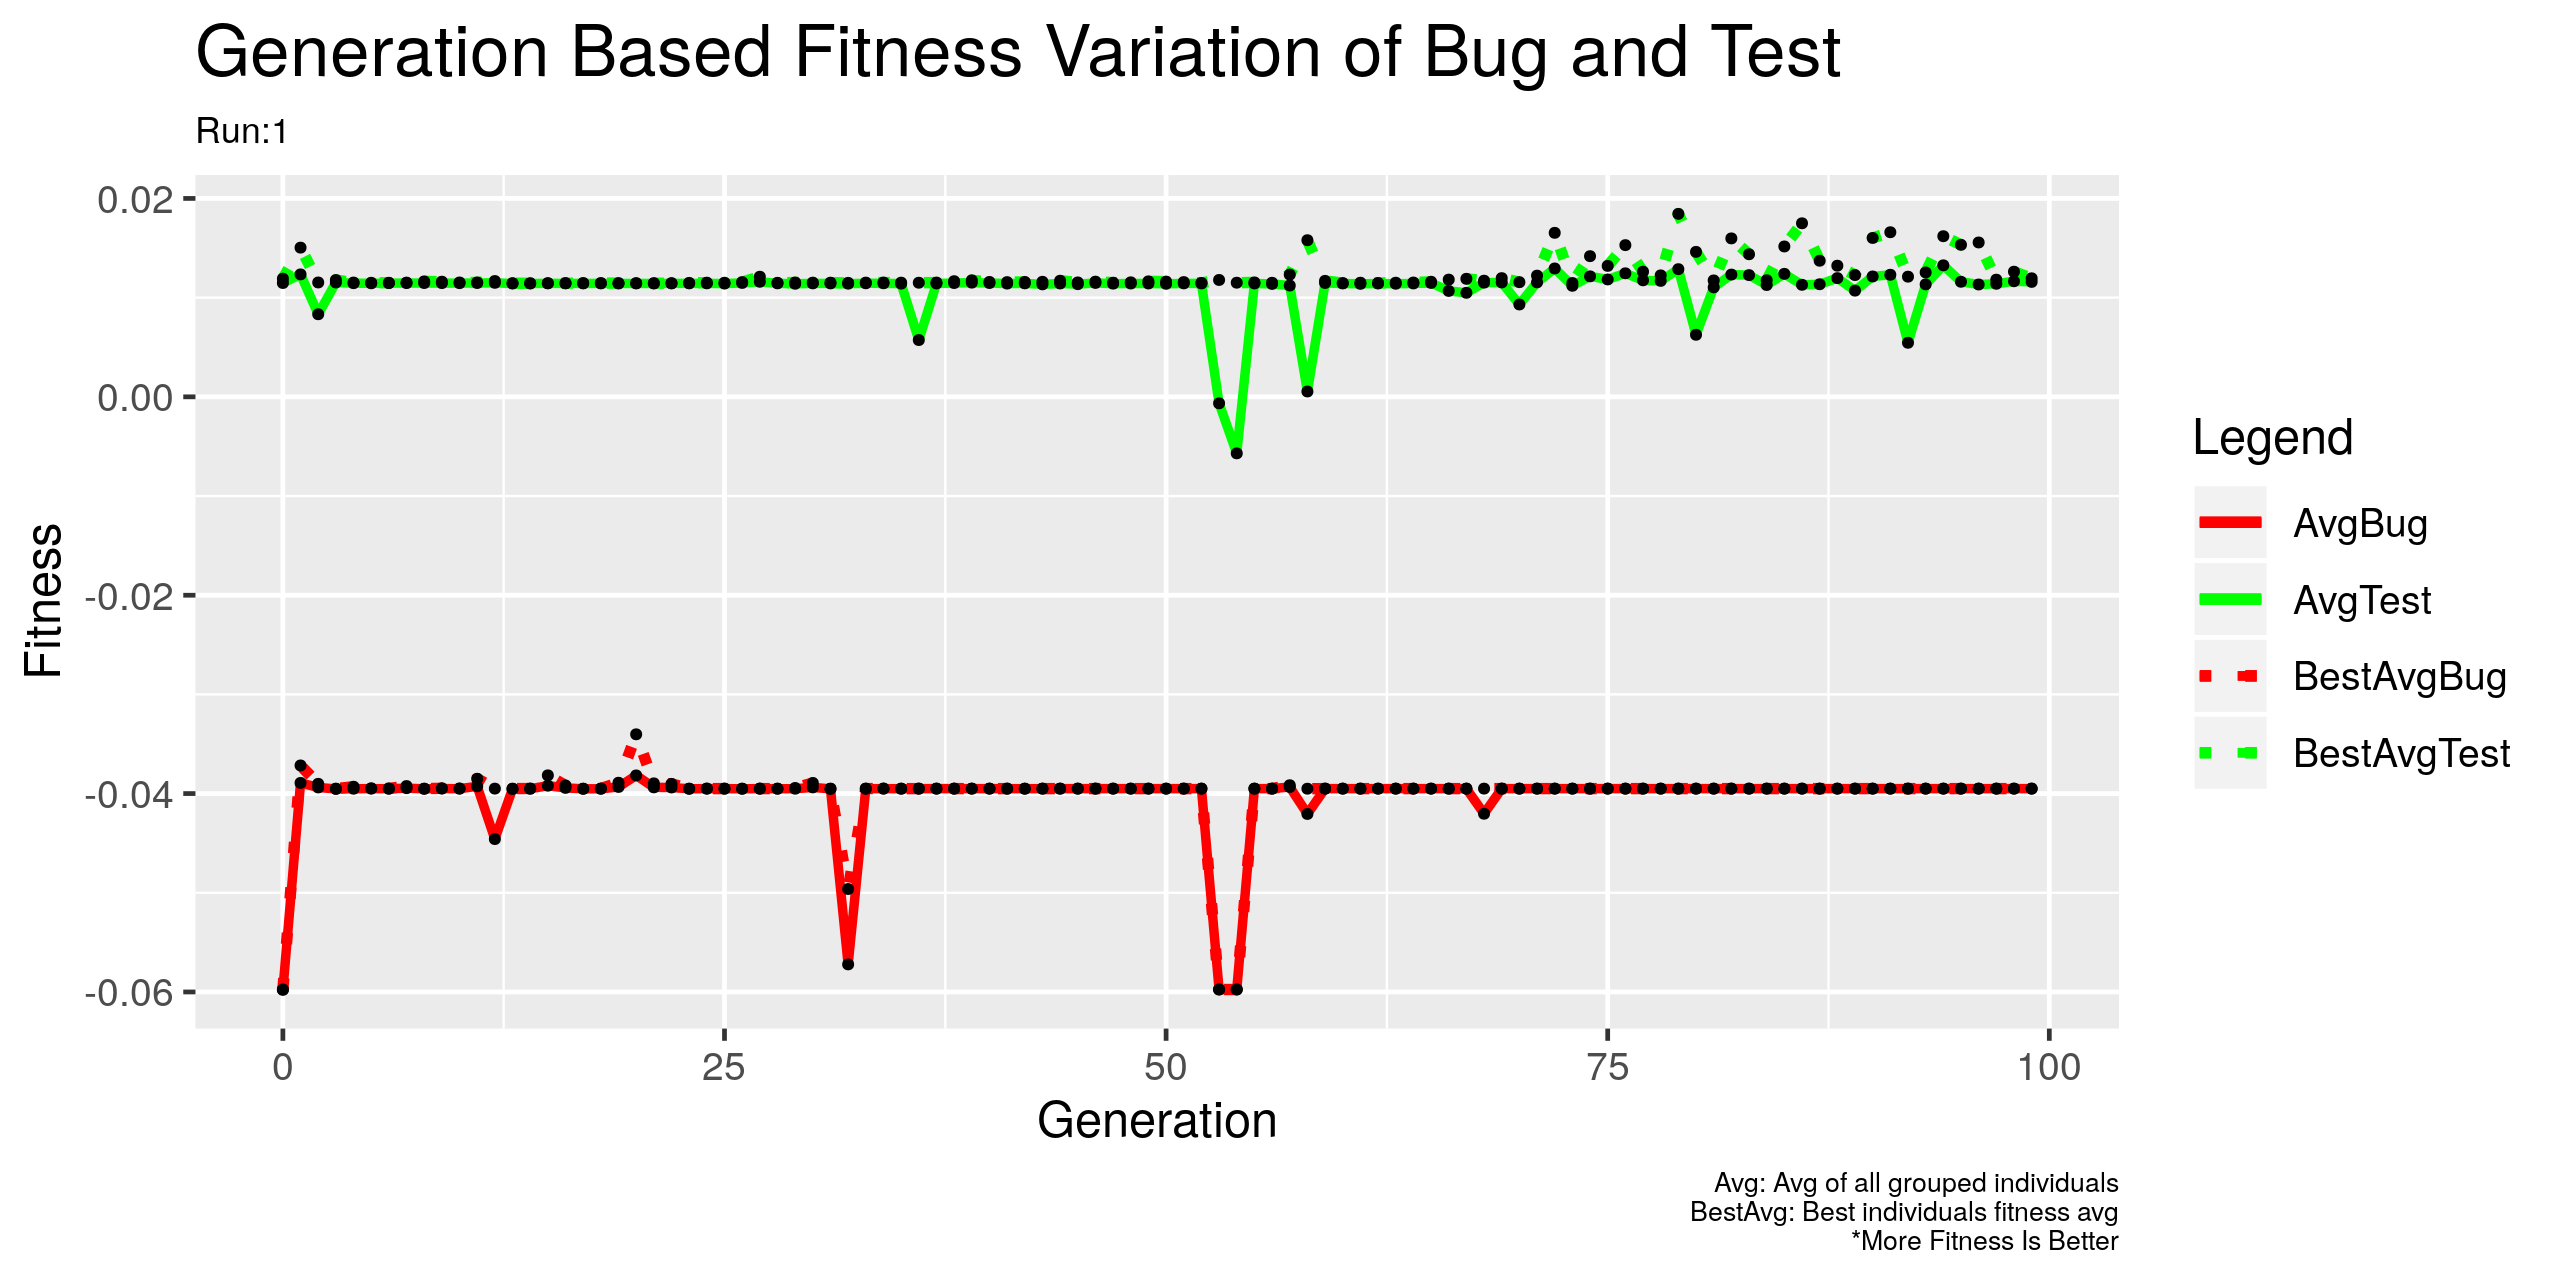 Generation Based Fitness Variation of Bug and Test
Run:1
0.02
0.00
-0.02
-0.04
-0.06
Fitness
0
25
50
75
100
Generation
Legend
AvgBug
AvgTest
BestAvgBug
BestAvgTest
Avg: Avg of all grouped individuals
BestAvg: Best individuals fitness avg
*More Fitness Is Better